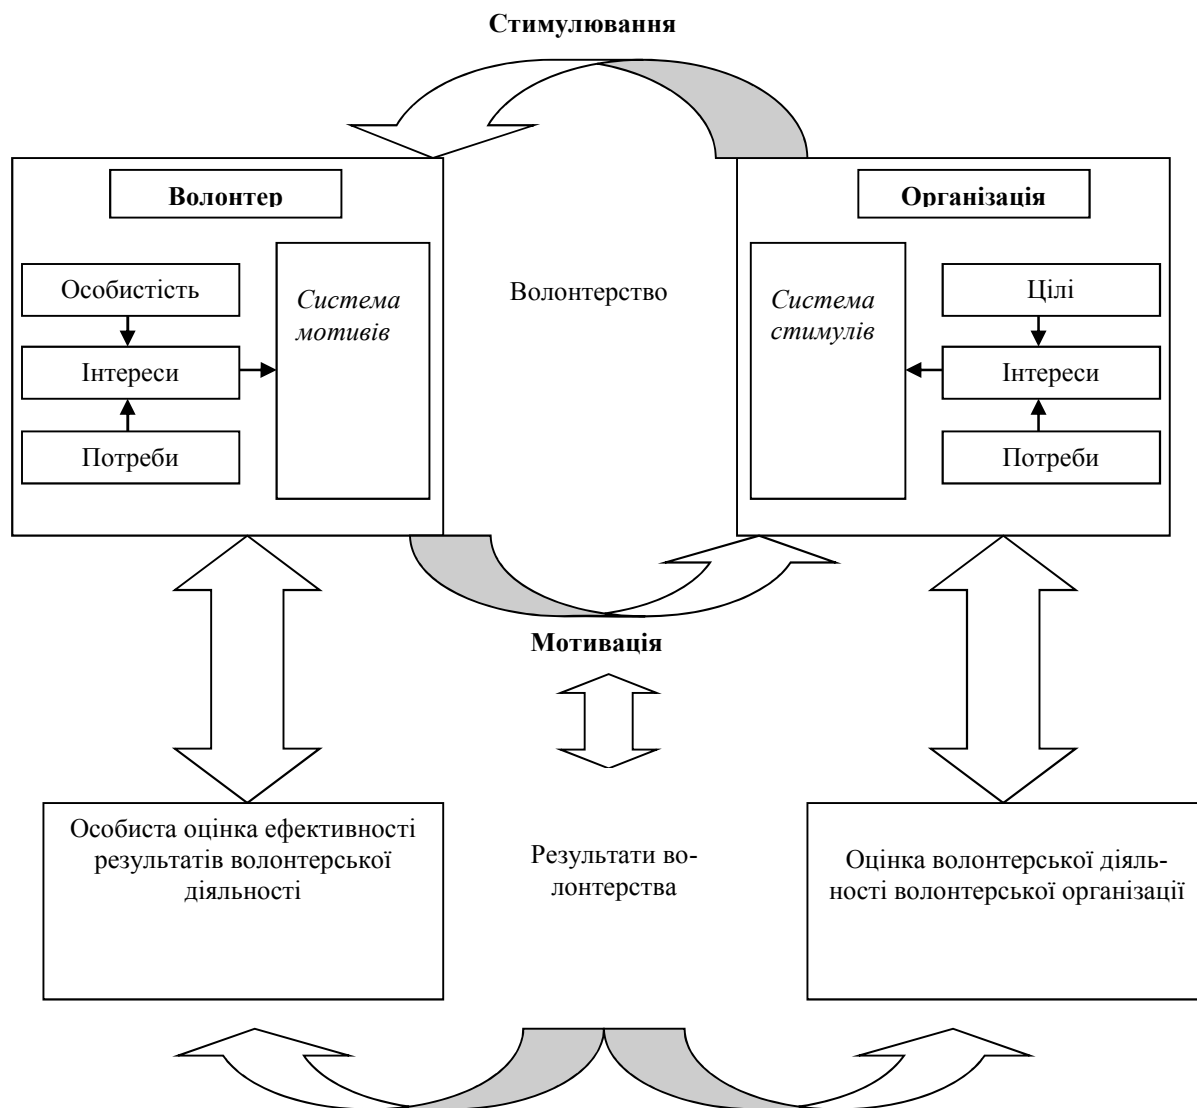 Стимулювання
Волонтер
Особистість
Інтереси
Потреби
Система
мотивів
Волонтерство
Організація
Система
стимулів
Цілі
Інтереси
Потреби
Мотивація
Особиста оцінка ефективності
результатів волонтерської
діяльності
Результати во-
лонтерства
Оцінка волонтерської діяль-
ності волонтерської організації